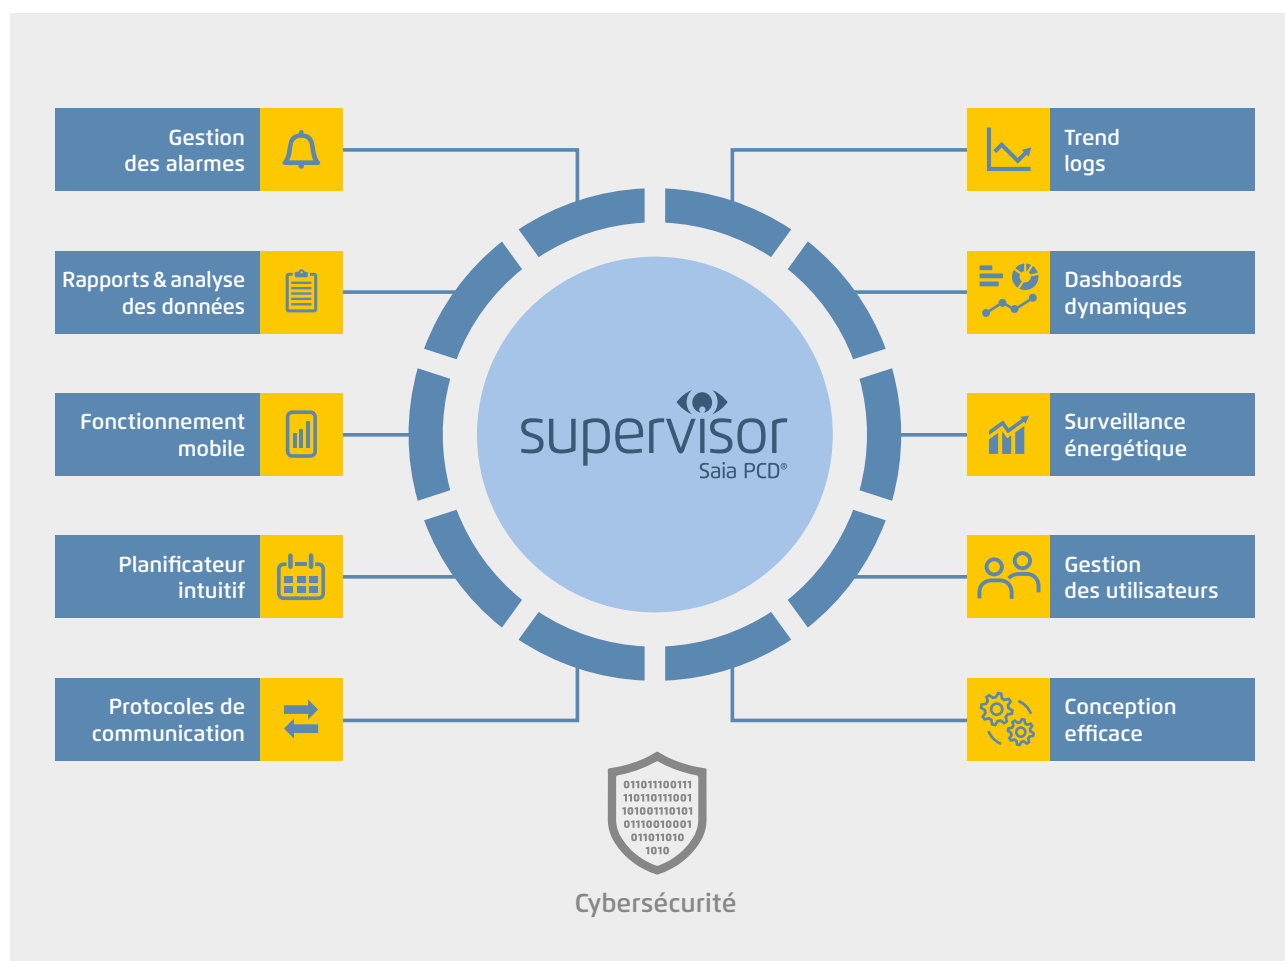 Gestion
des alarmes
Rapports & analyse
des données
Fonctionnement
mobile
Planificateur
intuitif
Protocoles de
communication
supervisor
Saia PCD®
Trend
logs
Dashboards
dynamiques
Surveillance
énergétique
Gestion
des utilisateurs
Conception
efficace
011011100111
110110111001
101001110101
01110010001
011011010
1010
Cybersécurité